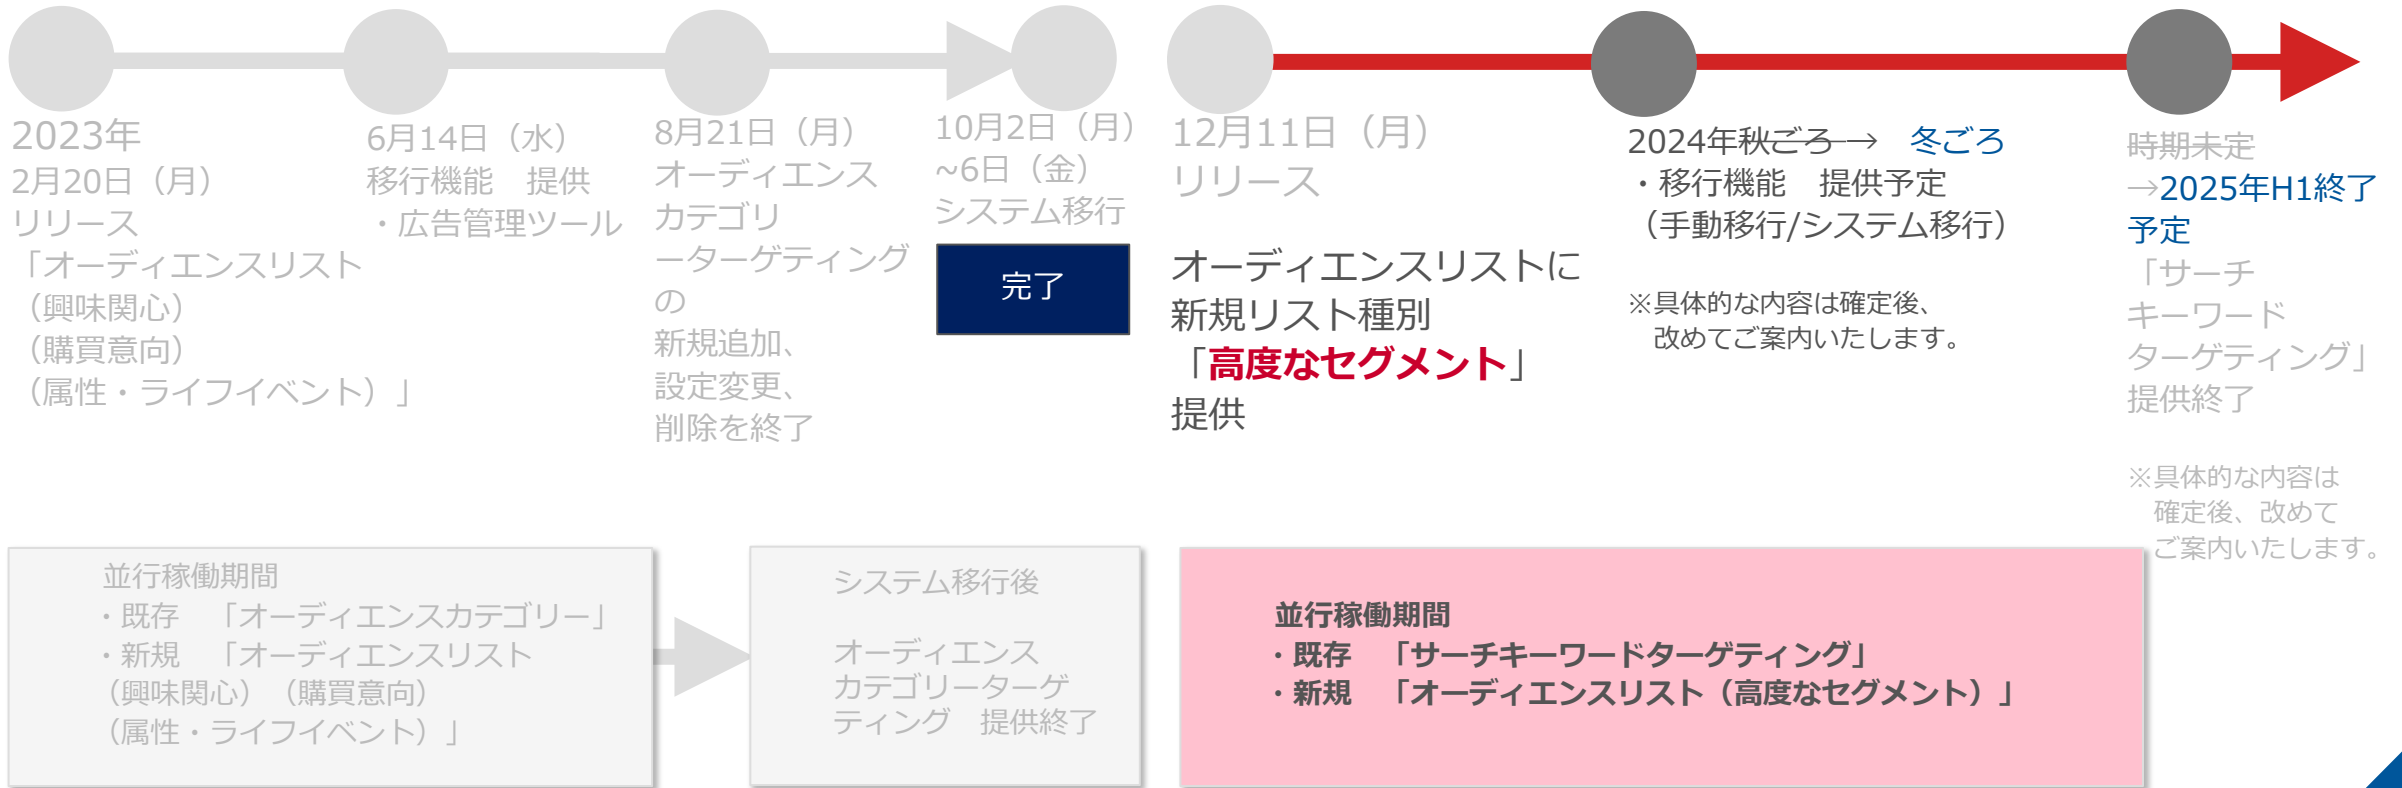 2023年
2月20日（月）
リリース
「オーディエンスリスト
（興味関心）
（購買意向）
（属性・ライフイベント）」
6月14日（水）
移行機能　提供
・広告管理ツール
8月21日（月）
オーディエンス
カテゴリ
ーターゲティング
の
新規追加、
設定変更、
削除を終了
10月2日（月）
~6日（金）
システム移行
完了
12月11日（月）
リリース
オーディエンスリストに
新規リスト種別
「高度なセグメント」
提供
2024年秋ごろ→　冬ごろ
・移行機能　提供予定
（手動移行/システム移行）
※具体的な内容は確定後、
改めてご案内いたします。
時期未定
→2025年H1終了
予定
「サーチ
キーワード
ターゲティング」
提供終了
※具体的な内容は
確定後、改めて
ご案内いたします。
並行稼働期間
・既存　「オーディエンスカテゴリー」
・新規　「オーディエンスリスト
（興味関心）（購買意向）
（属性・ライフイベント）」
システム移行後
オーディエンス
カテゴリーターゲ
ティング　提供終了
並行稼働期間
・既存　「サーチキーワードターゲティング」
・新規　「オーディエンスリスト（高度なセグメント）」